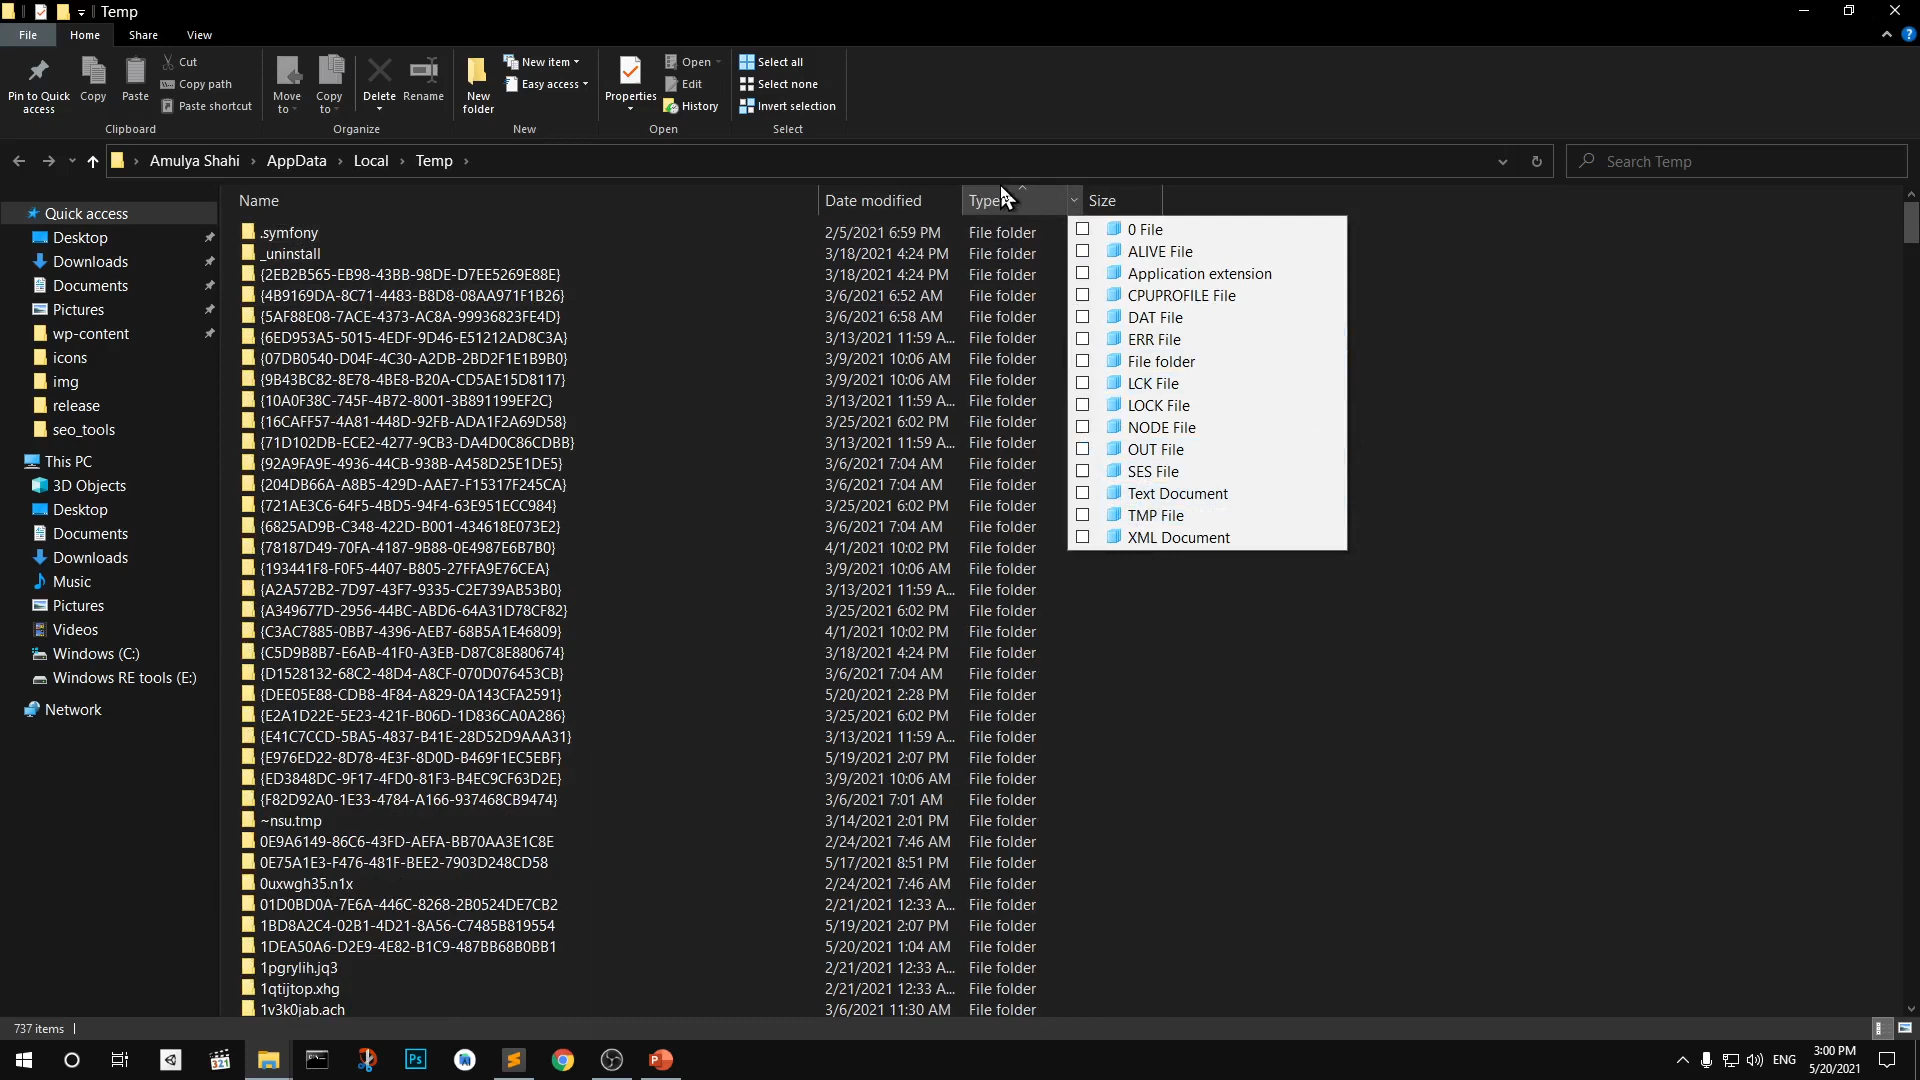 Temp
File Home Share View
Pin to Quick access
Copy
Paste
Cut
Copy path
Paste shortcut
Clipboard
Move to
Copy to
Delete
Rename
Organize
New folder
New item
Easy access
New
Properties
Open
Edit
History
Open
Select all
Select none
Invert selection
Select
Amulya Shahi › AppData › Local › Temp ›
Search Temp
Quick access
Desktop
Downloads
Documents
Pictures
wp-content
icons
img
release
seo_tools
This PC
3D Objects
Desktop
Documents
Downloads
Music
Pictures
Videos
Windows (C:)
Windows RE tools (E:)
Network
Name Date modified Type Size
.symfony 2/5/2021 6:59 PM File folder
_uninstall 3/18/2021 4:24 PM File folder
{2EB2B565-EB98-43BB-98DE-D7EE5269E88E} 3/18/2021 4:24 PM File folder
{4B9169DA-8C71-4483-B8D8-08AA971F1B26} 3/6/2021 6:52 AM File folder
{5AF88E08-7ACE-4373-AC8A-99936823FE4D} 3/6/2021 6:58 AM File folder
{6ED953A5-5015-4EDF-9D46-E51212AD8C3A} 3/13/2021 11:59 A... File folder
{07DB0540-D04F-4C30-A2DB-2BD2F1E1B9B0} 3/9/2021 10:06 AM File folder
{9B43BC82-8E78-4BE8-B20A-CD5AE15D8117} 3/9/2021 10:06 AM File folder
{10A0F38C-745F-4B72-8001-3B891199EF2C} 3/13/2021 11:59 A... File folder
{16CAFF57-4A81-448D-92FB-ADA1F2A69D58} 3/25/2021 6:02 PM File folder
{71D102DB-ECE2-4277-9CB3-DA4D0C86CDBB} 3/13/2021 11:59 A... File folder
{92A9FA9E-4936-44CB-938B-A458D25E1DE5} 3/6/2021 7:04 AM File folder
{204DB66A-A8B5-429D-AAE7-F15317F245CA} 3/6/2021 7:04 AM File folder
{721AE3C6-64F5-4BD5-94F4-63E951ECC984} 3/25/2021 6:02 PM File folder
{6825AD9B-C348-422D-B001-434618E073E2} 3/6/2021 7:04 AM File folder
{78187D49-70FA-4187-9B88-0E4987E6B7B0} 4/1/2021 10:02 PM File folder
{193441F8-F0F5-4407-B805-27FFA9E76CEA} 3/9/2021 10:06 AM File folder
{A2A572B2-7D97-43F7-9335-C2E739AB53B0} 3/13/2021 11:59 A... File folder
{A349677D-2956-44BC-ABD6-64A31D78CF82} 3/25/2021 6:02 PM File folder
{C3AC7885-0BB7-4396-AEB7-68B5A1E46809} 4/1/2021 10:02 PM File folder
{C5D9B8B7-E6AB-41F0-A3EB-D87C8E880674} 3/18/2021 4:24 PM File folder
{D1528132-68C2-48D4-A8CF-070D076453CB} 3/6/2021 7:04 AM File folder
{DEE05E88-CDB8-4F84-A829-0A143CFA2591} 5/20/2021 2:28 PM File folder
{E2A1D22E-5E23-421F-B06D-1D836CA0A286} 3/25/2021 6:02 PM File folder
{E41C7CCD-5BA5-4837-B41E-28D52D9AAA31} 3/13/2021 11:59 A... File folder
{E976ED22-8D78-4E3F-8D0D-B469F1EC5EBF} 5/19/2021 2:07 PM File folder
{ED3848DC-9F17-4FD0-81F3-B4EC9CF63D2E} 3/9/2021 10:06 AM File folder
{F82D92A0-1E33-4784-A166-937468CB9474} 3/6/2021 7:01 AM File folder
~nsu.tmp 3/14/2021 2:01 PM File folder
0E9A6149-86C6-43FD-AEFA-BB70AA3E1C8E 2/24/2021 7:46 AM File folder
0E75A1E3-F476-481F-BEE2-7903D248CD58 5/17/2021 8:51 PM File folder
0uxwgh35.n1x 2/24/2021 7:46 AM File folder
01D0BD0A-7E6A-446C-8268-2B0524DE7CB2 2/21/2021 12:33 A... File folder
1BD8A2C4-02B1-4D21-8A56-C7485B819554 5/19/2021 2:07 PM File folder
1DEA50A6-D2E9-4E82-B1C9-487BB68B0BB1 5/20/2021 1:04 AM File folder
1pgrylih.jq3 2/21/2021 12:33 A... File folder
1qtijtop.xhg 2/21/2021 12:33 A... File folder
1v3k0jab.ach 3/6/2021 11:30 AM File folder
0 File
ALIVE File
Application extension
CPUPROFILE File
DAT File
ERR File
File folder
LCK File
LOCK File
NODE File
OUT File
SES File
Text Document
TMP File
XML Document
737 items
321
Ps
P
ENG
3:00 PM
5/20/2021